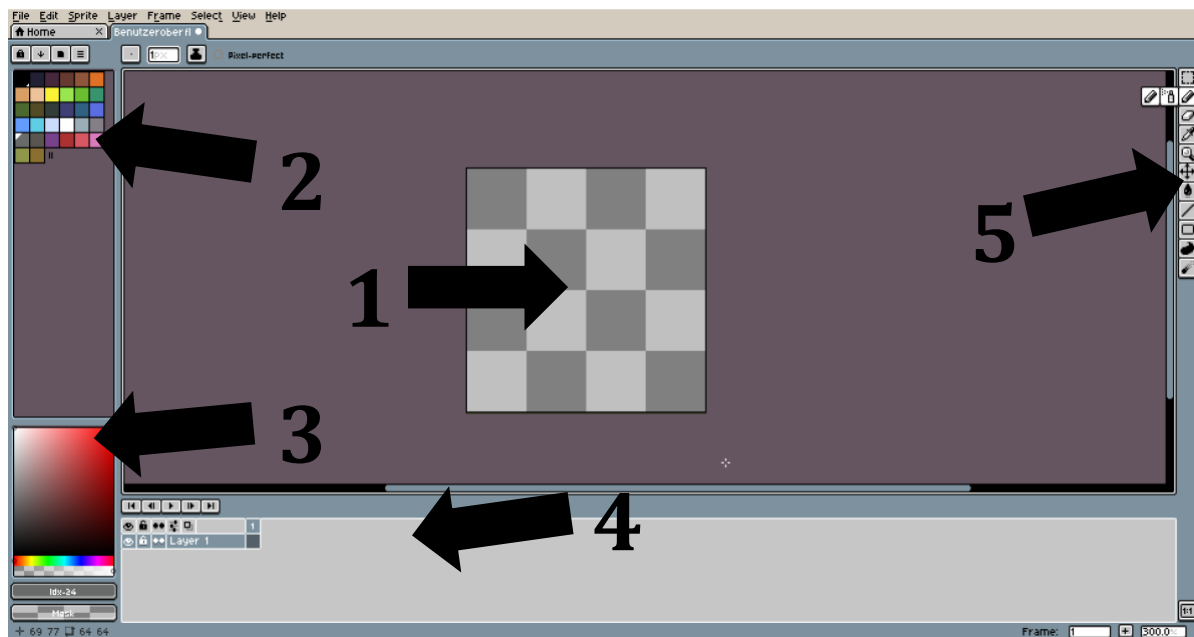 File Edit Sprite Layer Frame Select View Help
Home X Benutzeroberfl
1px Pixel-perfect
2
5
1
3
4
1
Layer 1
Idx-24
Mask
1:1
69 77 64 64
Frame: 1 + 300.0